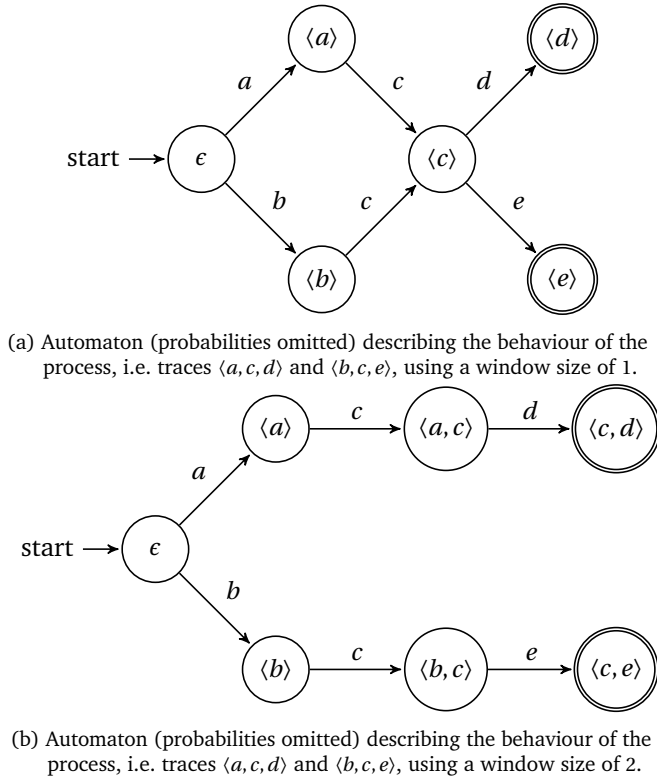 ⟨a⟩
⟨d⟩
a
c
d
start
ϵ
⟨c⟩
b
c
e
⟨b⟩
⟨e⟩
(a) Automaton (probabilities omitted) describing the behaviour of the
process, i.e. traces ⟨a, c, d⟩ and ⟨b, c, e⟩, using a window size of 1.
⟨a⟩
c
⟨a, c⟩
d
⟨c, d⟩
a
start
ϵ
b
⟨b⟩
c
⟨b, c⟩
e
⟨c, e⟩
(b) Automaton (probabilities omitted) describing the behaviour of the
process, i.e. traces ⟨a, c, d⟩ and ⟨b, c, e⟩, using a window size of 2.